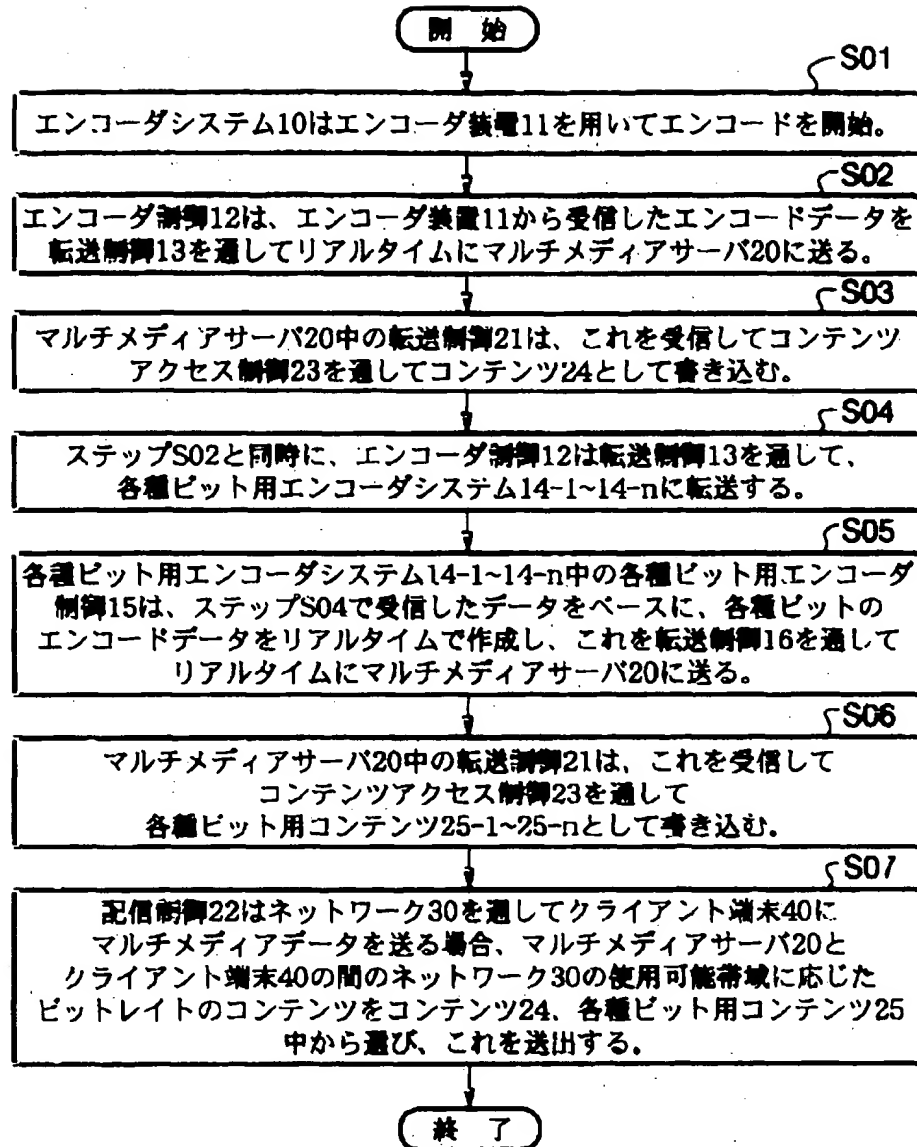 開 始
S01
エンコーダシステム10はエンコーダ装置11を用いてエンコードを開始。
S02
エンコーダ制御12は、エンコーダ装置11から受信したエンコードデータを
転送制御13を通してリアルタイムにマルチメディアサーバ20に送る。
S03
マルチメディアサーバ20中の転送制御21は、これを受信してコンテンツ
アクセス制御23を通してコンテンツ24として書き込む。
S04
ステップS02と同時に、エンコーダ制御12は転送制御13を通して、
各種ビット用エンコーダシステム14-1~14-nに転送する。
S05
各種ビット用エンコーダシステム14-1~14-n中の各種ビット用エンコーダ
制御15は、ステップS04で受信したデータをベースに、各種ビットの
エンコードデータをリアルタイムで作成し、これを転送制御16を通して
リアルタイムにマルチメディアサーバ20に送る。
S06
マルチメディアサーバ20中の転送制御21は、これを受信して
コンテンツアクセス制御23を通して
各種ビット用コンテンツ25-1~25-nとして書き込む。
S07
配信制御22はネットワーク30を通してクライアント端末40に
マルチメディアデータを送る場合、マルチメディアサーバ20と
クライアント端末40の間のネットワーク30の使用可能帯域に応じた
ビットレイトのコンテンツをコンテンツ24、各種ビット用コンテンツ25
中から選び、これを送出する。
終 了